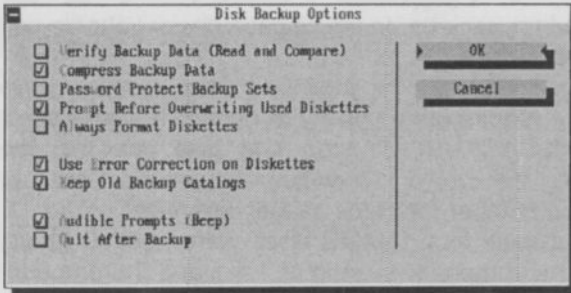 Disk Backup Options
Verify Backup Data (Read and Compare)
Compress Backup Data
Password Protect Backup Sets
Prompt Before Overwriting Used Diskettes
Always Format Diskettes
Use Error Correction on Diskettes
Keep Old Backup Catalogs
Audible Prompts (Beep)
Quit After Backup
OK
Cancel